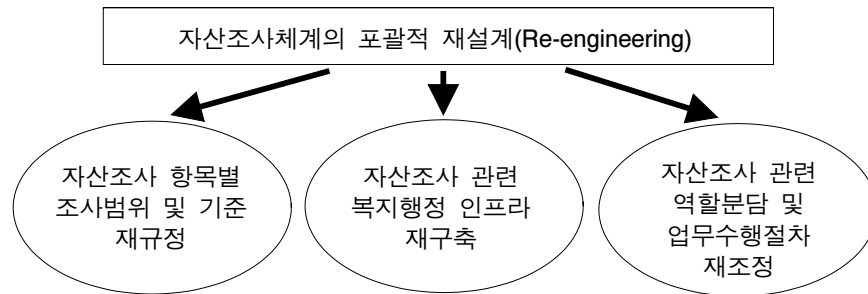 자산조사체계의 포괄적 재설계(Re-engineering)
자산조사 항목별
조사범위 및 기준
재규정
자산조사 관련
복지행정 인프라
재구축
자산조사 관련
역할분담 및
업무수행절차
재조정